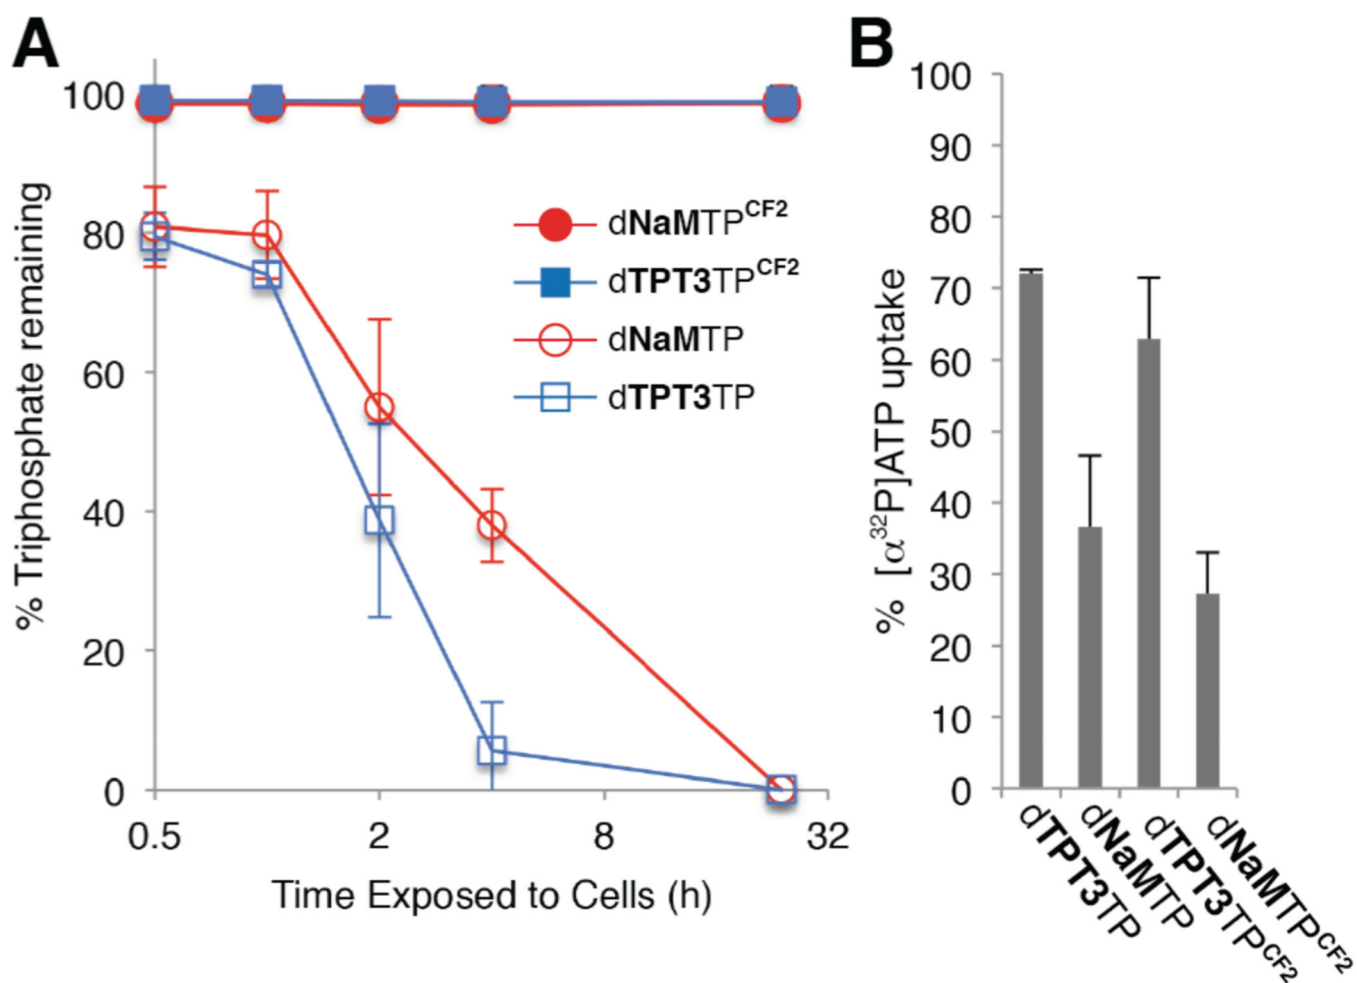 A
% Triphosphate remaining
100
80
60
40
20
0
0.5 2 8 32
Time Exposed to Cells (h)
dNaMTP^CF2
dTPT3TP^CF2
dNaMTP
dTPT3TP
B
% [α³²P]ATP uptake
100
90
80
70
60
50
40
30
20
10
0
dTPT3TP
dNaMTP
dTPT3TP^CF2
dNaMTP^CF2